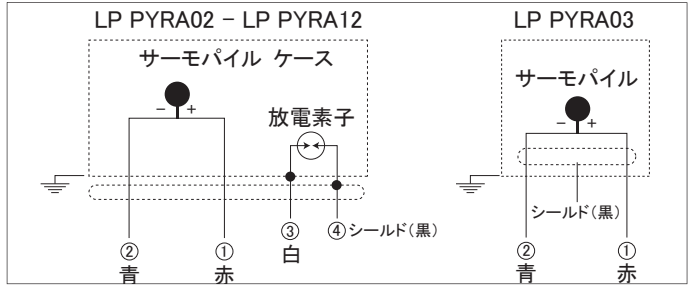 LP PYRA02 – LP PYRA12
サーモパイル ケース
− +
放電素子
② ① ③ ④シールド(黒)
青 赤 白
LP PYRA03
サーモパイル
− +
シールド(黒)
② ①
青 赤